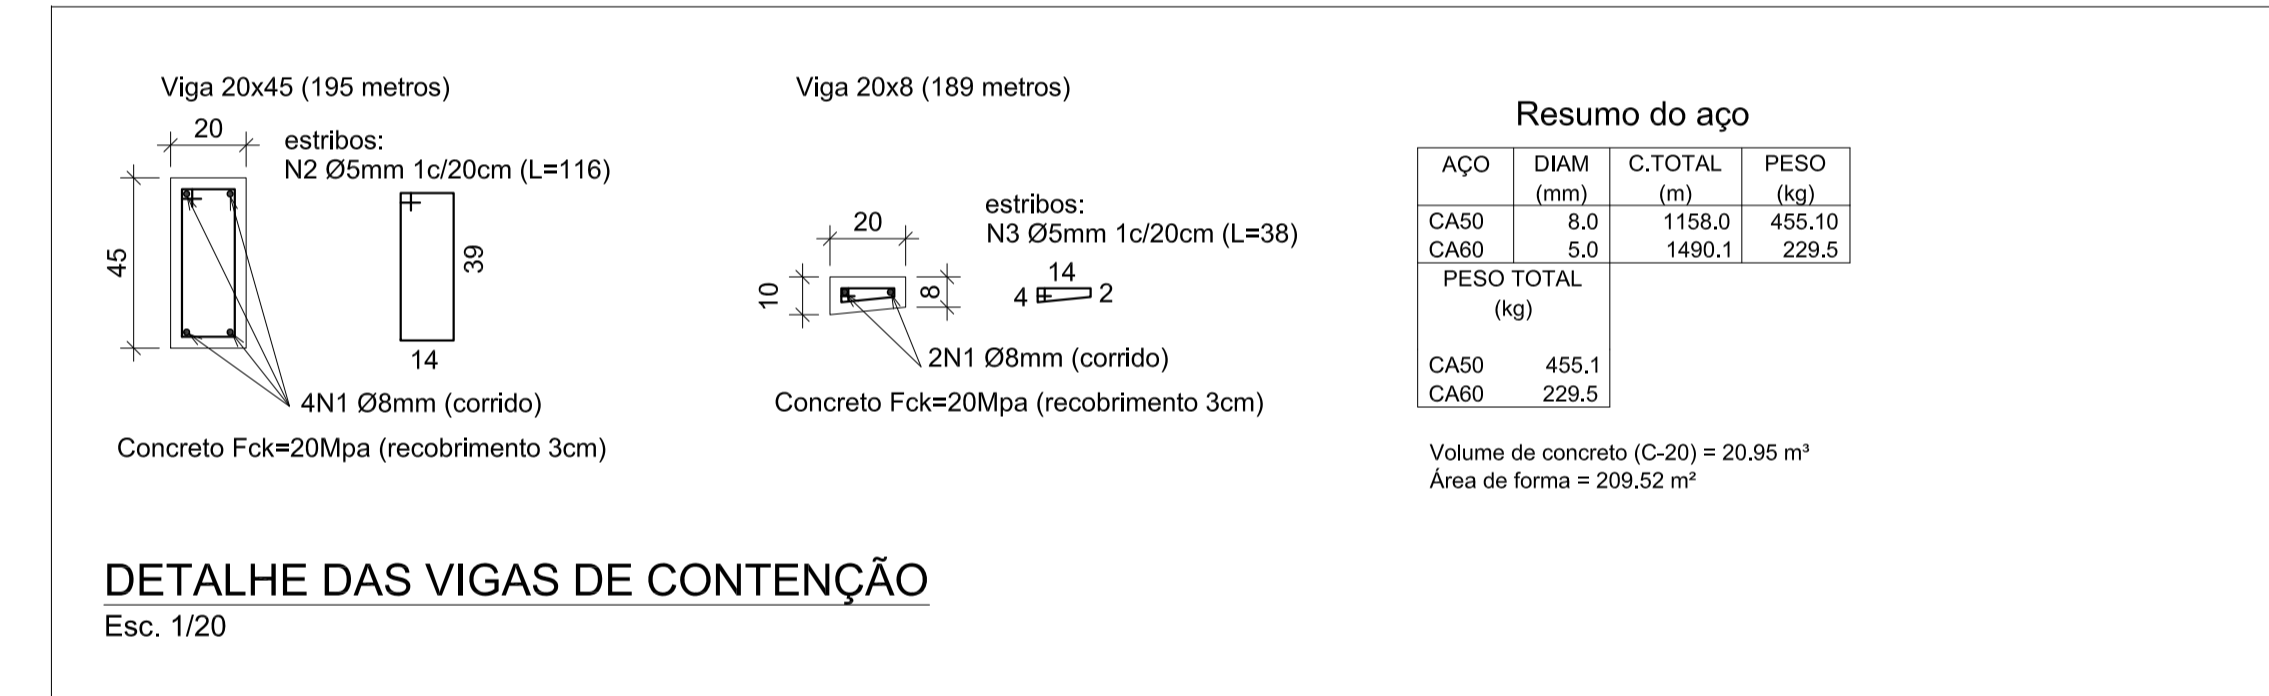 Viga 20x45 (195 metros)
20
estribos:
N2 Ø5mm 1c/20cm (L=116)
45
39
14
4N1 Ø8mm (corrido)
Concreto Fck=20Mpa (recobrimento 3cm)
Viga 20x8 (189 metros)
20
estribos:
N3 Ø5mm 1c/20cm (L=38)
10
8
14
4
2
2N1 Ø8mm (corrido)
Concreto Fck=20Mpa (recobrimento 3cm)
Resumo do aço
AÇO DIAM C.TOTAL PESO
(mm) (m) (kg)
CA50 8.0 1158.0 455.10
CA60 5.0 1490.1 229.5
PESO TOTAL
(kg)
CA50 455.1
CA60 229.5
Volume de concreto (C-20) = 20.95 m³
Área de forma = 209.52 m²
DETALHE DAS VIGAS DE CONTENÇÃO
Esc. 1/20